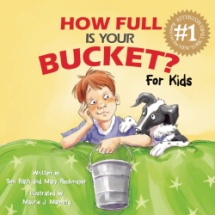 HOW FULL
IS YOUR
BUCKET?
For Kids
#1
Written by
Tom Rath and Mary Reckmeyer
Illustrated by
Maurie J. Manning